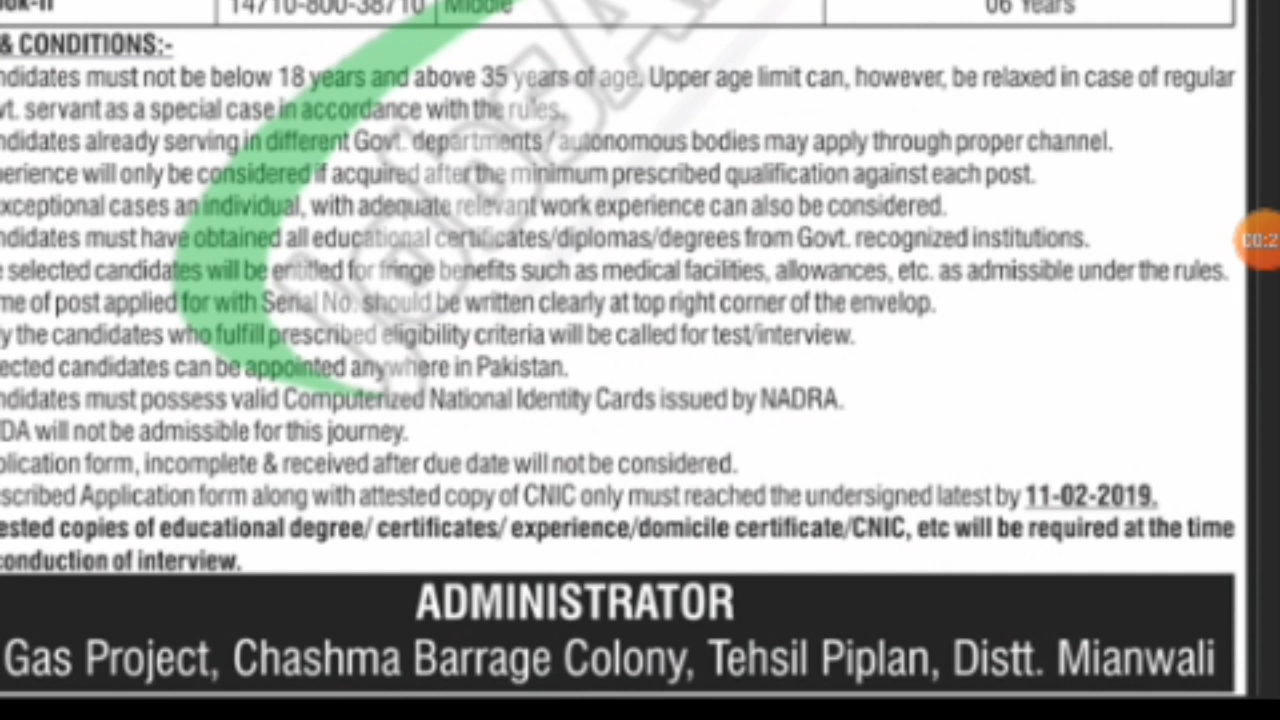 14710-800-38710 Middle 06 Years
& CONDITIONS:-
ndidates must not be below 18 years and above 35 years of age. Upper age limit can, however, be relaxed in case of regular
vt. servant as a special case in accordance with the rules.
ndidates already serving in different Govt. departments / autonomous bodies may apply through proper channel.
perience will only be considered if acquired after the minimum prescribed qualification against each post.
exceptional cases an individual, with adequate relevant work experience can also be considered.
ndidates must have obtained all educational certificates/diplomas/degrees from Govt. recognized institutions.
e selected candidates will be entitled for fringe benefits such as medical facilities, allowances, etc. as admissible under the rules.
me of post applied for with Serial No. should be written clearly at top right corner of the envelop.
y the candidates who fulfill prescribed eligibility criteria will be called for test/interview.
ected candidates can be appointed anywhere in Pakistan.
ndidates must possess valid Computerized National Identity Cards issued by NADRA.
DA will not be admissible for this journey.
plication form, incomplete & received after due date will not be considered.
scribed Application form along with attested copy of CNIC only must reached the undersigned latest by 11-02-2019.
ested copies of educational degree/ certificates/ experience/domicile certificate/CNIC, etc will be required at the time
conduction of interview.
ADMINISTRATOR
Gas Project, Chashma Barrage Colony, Tehsil Piplan, Distt. Mianwali
00:2